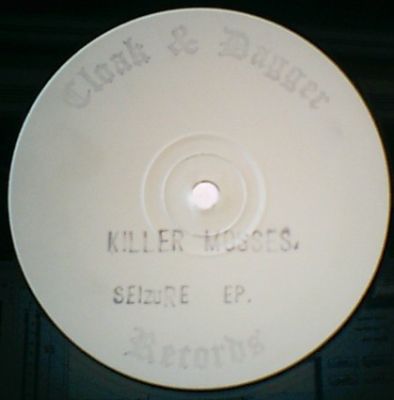 Cloak & Dagger
KILLER MOSSES.
SEIzURE EP.
Records